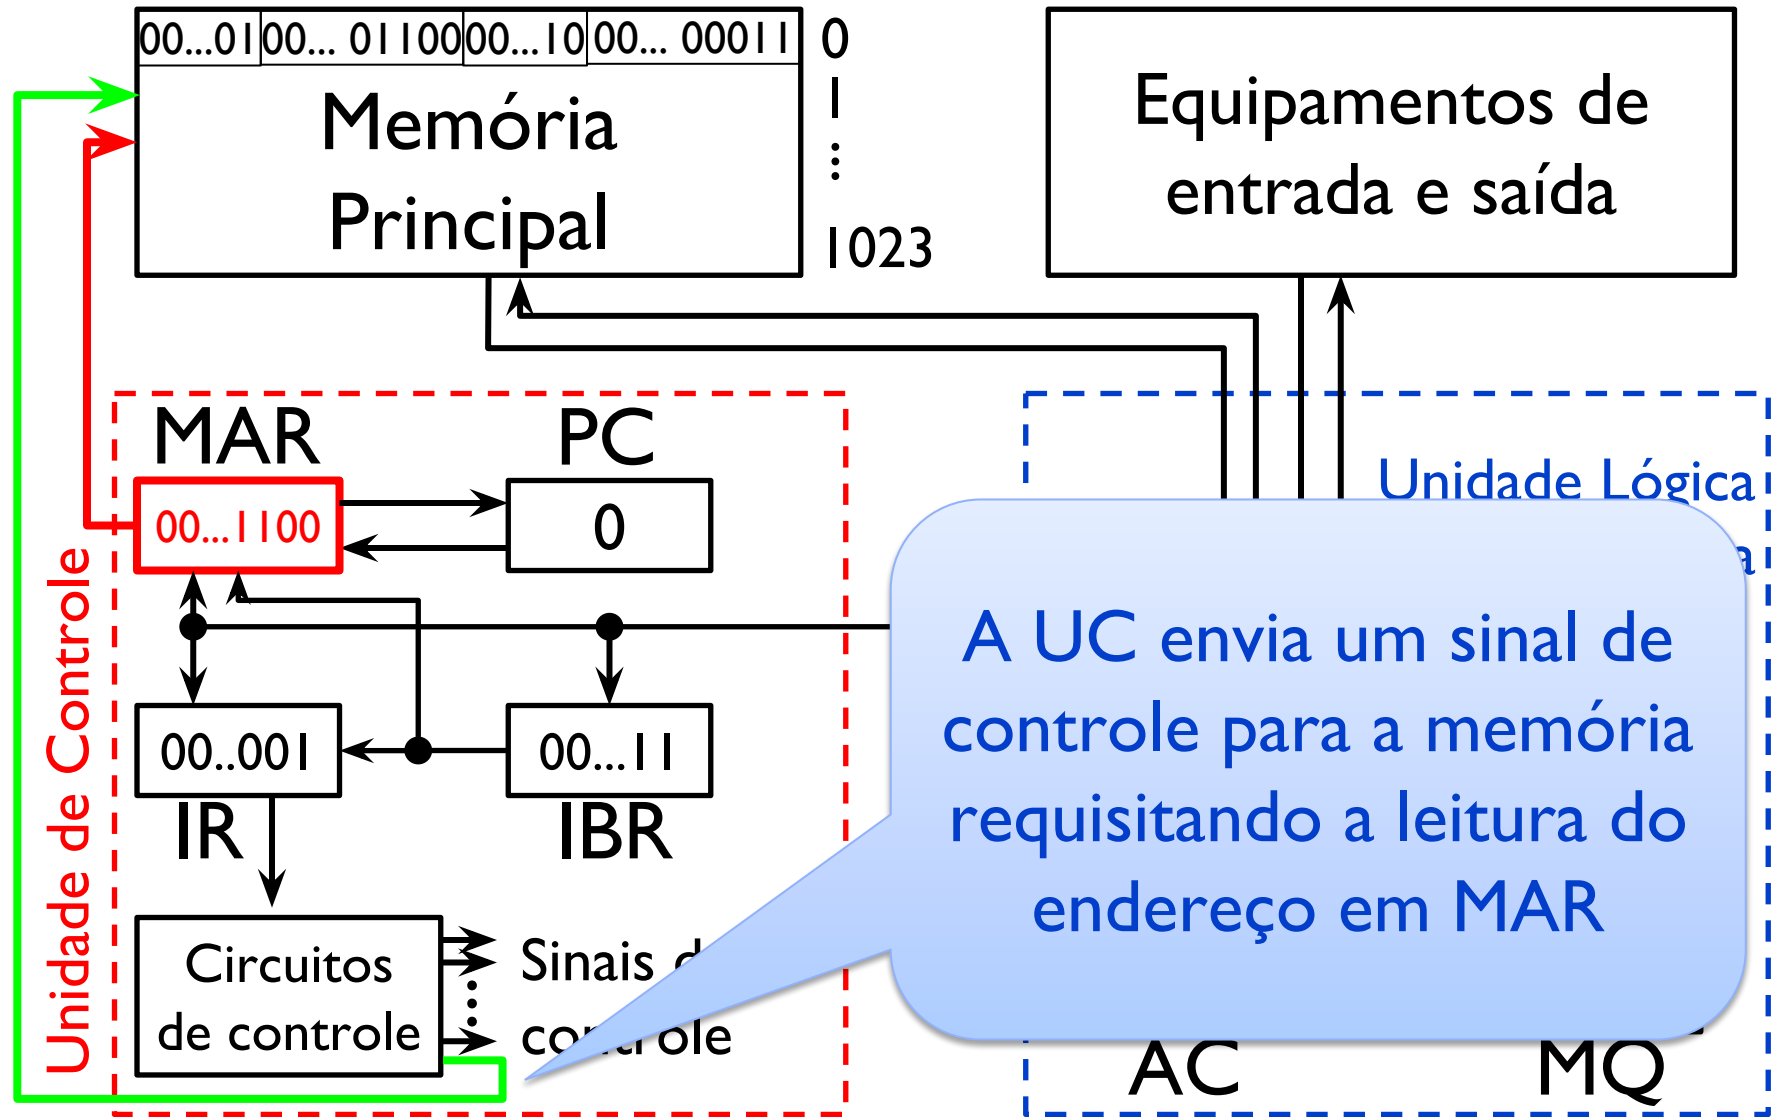 00...01 00... 01100 00...10 00... 00011 0
1
Memória
Principal
1023
Equipamentos de
entrada e saída
MAR
PC
00...1100
0
Unidade de Controle
00..001
00...11
IR
IBR
Circuitos
de controle
Sinais
controle
Unidade Lógica
A UC envia um sinal de
controle para a memória
requisitando a leitura do
endereço em MAR
AC
MQ